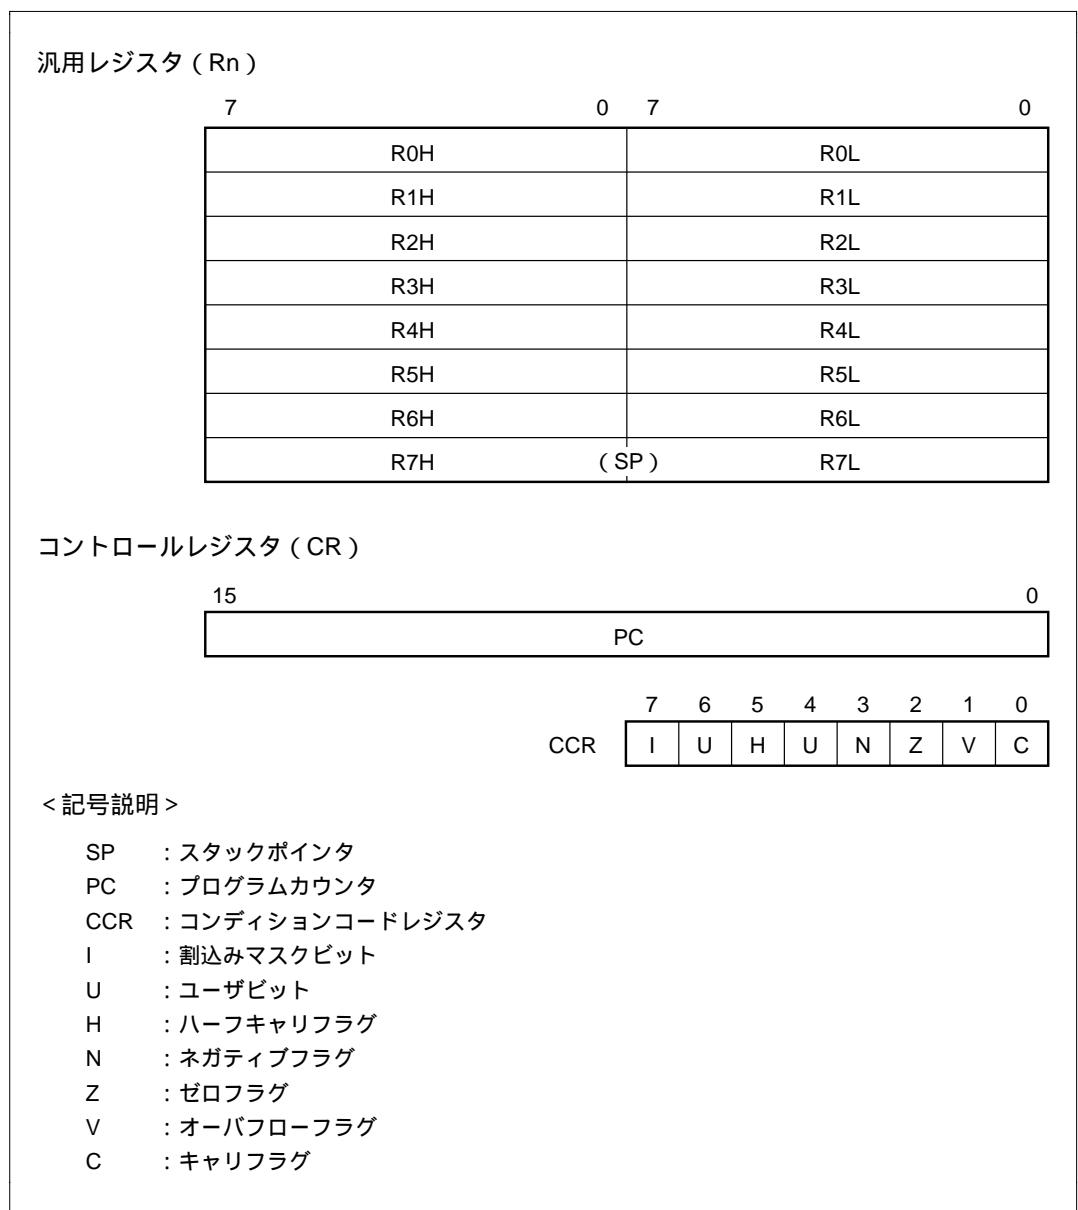 汎用レジスタ（Rn）
7 0 7 0
R0H R0L
R1H R1L
R2H R2L
R3H R3L
R4H R4L
R5H R5L
R6H R6L
R7H （SP） R7L
コントロールレジスタ（CR）
15 0
PC
7 6 5 4 3 2 1 0
CCR I U H U N Z V C
＜記号説明＞
SP ：スタックポインタ
PC ：プログラムカウンタ
CCR ：コンディションコードレジスタ
I ：割込みマスクビット
U ：ユーザビット
H ：ハーフキャリフラグ
N ：ネガティブフラグ
Z ：ゼロフラグ
V ：オーバフローフラグ
C ：キャリフラグ